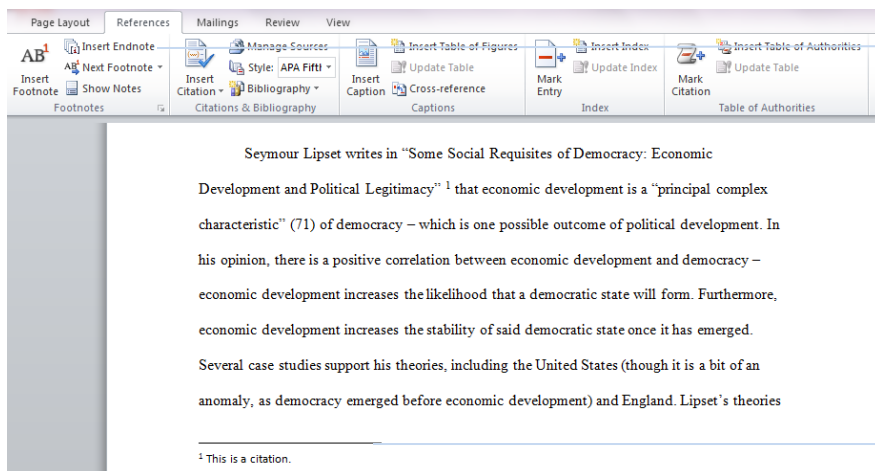 Page Layout References Mailings Review View
AB1 Insert Endnote Manage Sources Insert Table of Figures Insert Index Insert Table of Authorities
AB1 Next Footnote Style: APA Fiftl Update Table Update Index Update Table
Insert Footnote Show Notes Insert Citation Bibliography Insert Caption Cross-reference Mark Entry Mark Citation
Footnotes Citations & Bibliography Captions Index Table of Authorities
Seymour Lipset writes in “Some Social Requisites of Democracy: Economic
Development and Political Legitimacy” 1 that economic development is a “principal complex
characteristic” (71) of democracy – which is one possible outcome of political development. In
his opinion, there is a positive correlation between economic development and democracy –
economic development increases the likelihood that a democratic state will form. Furthermore,
economic development increases the stability of said democratic state once it has emerged.
Several case studies support his theories, including the United States (though it is a bit of an
anomaly, as democracy emerged before economic development) and England. Lipset’s theories
1 This is a citation.